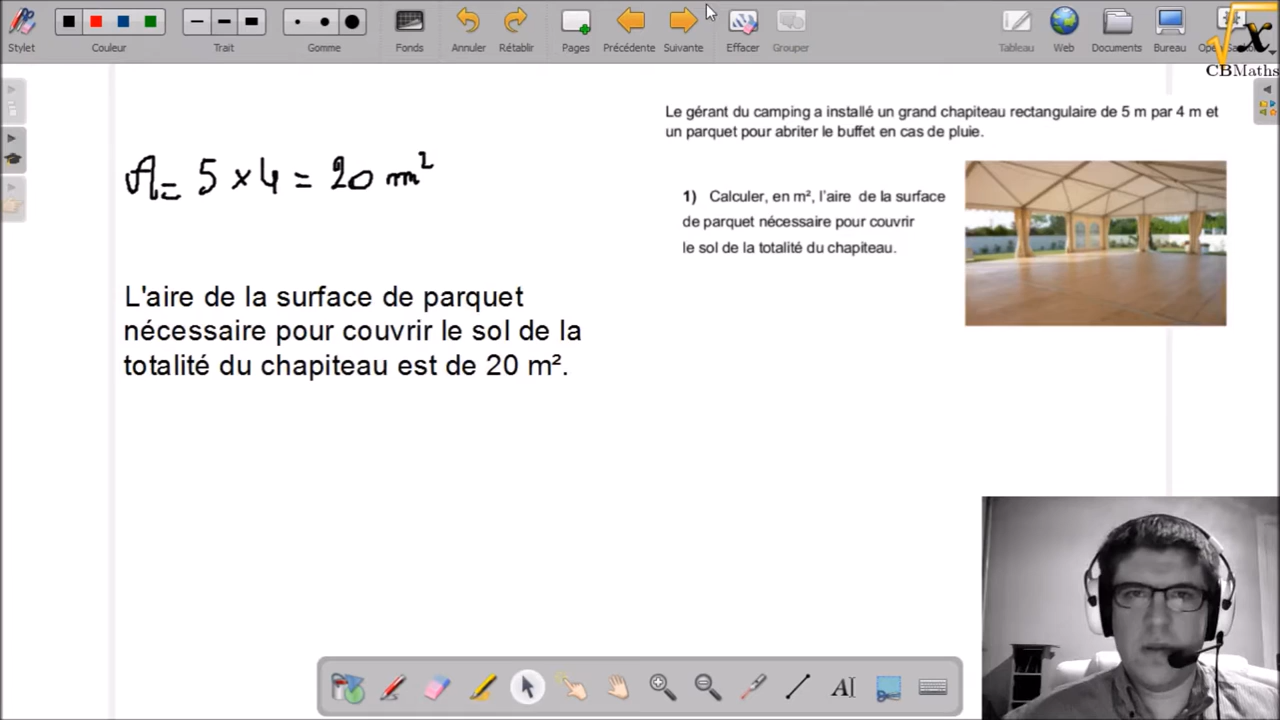 Stylet
Couleur
Trait
Gomme
Fonds
Annuler
Rétablir
Pages
Précédente
Suivante
Effacer
Grouper
Tableau
Web
Documents
Bureau
CBMaths
Le gérant du camping a installé un grand chapiteau rectangulaire de 5 m par 4 m et
un parquet pour abriter le buffet en cas de pluie.
A = 5 × 4 = 20 m²
1) Calculer, en m², l'aire de la surface
de parquet nécessaire pour couvrir
le sol de la totalité du chapiteau.
L'aire de la surface de parquet
nécessaire pour couvrir le sol de la
totalité du chapiteau est de 20 m².